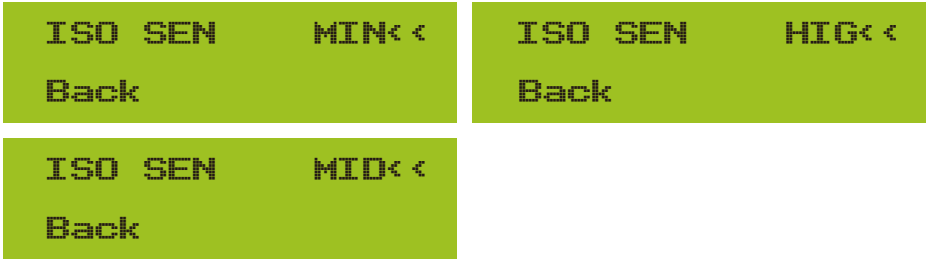 ISO SEN MIN<<
Back
ISO SEN HIG<<
Back
ISO SEN MID<<
Back